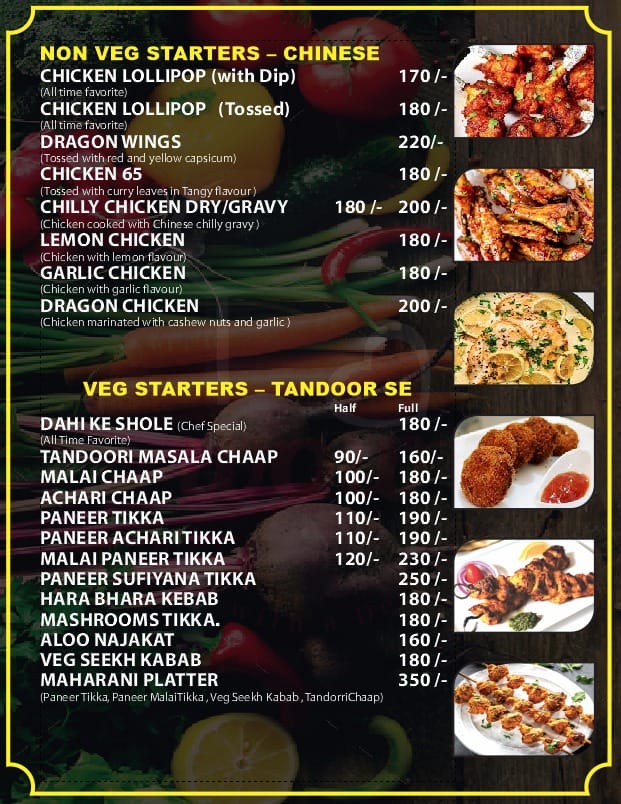 NON VEG STARTERS – CHINESE
CHICKEN LOLLIPOP (with Dip) 170 /-
(All time favorite)
CHICKEN LOLLIPOP (Tossed) 180 /-
(All time favorite)
DRAGON WINGS 220/-
(Tossed with red and yellow capsicum)
CHICKEN 65 180 /-
(Tossed with curry leaves in Tangy flavour )
CHILLY CHICKEN DRY/GRAVY 180 /- 200 /-
(Chicken cooked with Chinese chilly gravy )
LEMON CHICKEN 180 /-
(Chicken with lemon flavour)
GARLIC CHICKEN 180 /-
(Chicken with garlic flavour)
DRAGON CHICKEN 200 /-
(Chicken marinated with cashew nuts and garlic )
VEG STARTERS – TANDOOR SE
Half Full
DAHI KE SHOLE (Chef Special) 180 /-
(All Time Favorite)
TANDOORI MASALA CHAAP 90/- 160/-
MALAI CHAAP 100/- 180 /-
ACHARI CHAAP 100/- 180 /-
PANEER TIKKA 110/- 190 /-
PANEER ACHARI TIKKA 110/- 190 /-
MALAI PANEER TIKKA 120/- 230 /-
PANEER SUFIYANA TIKKA 250 /-
HARA BHARA KEBAB 180 /-
MASHROOMS TIKKA. 180 /-
ALOO NAJAKAT 160 /-
VEG SEEKH KABAB 180 /-
MAHARANI PLATTER 350 /-
(Paneer Tikka, Paneer MalaiTikka , Veg Seekh Kabab , TandorriChaap)